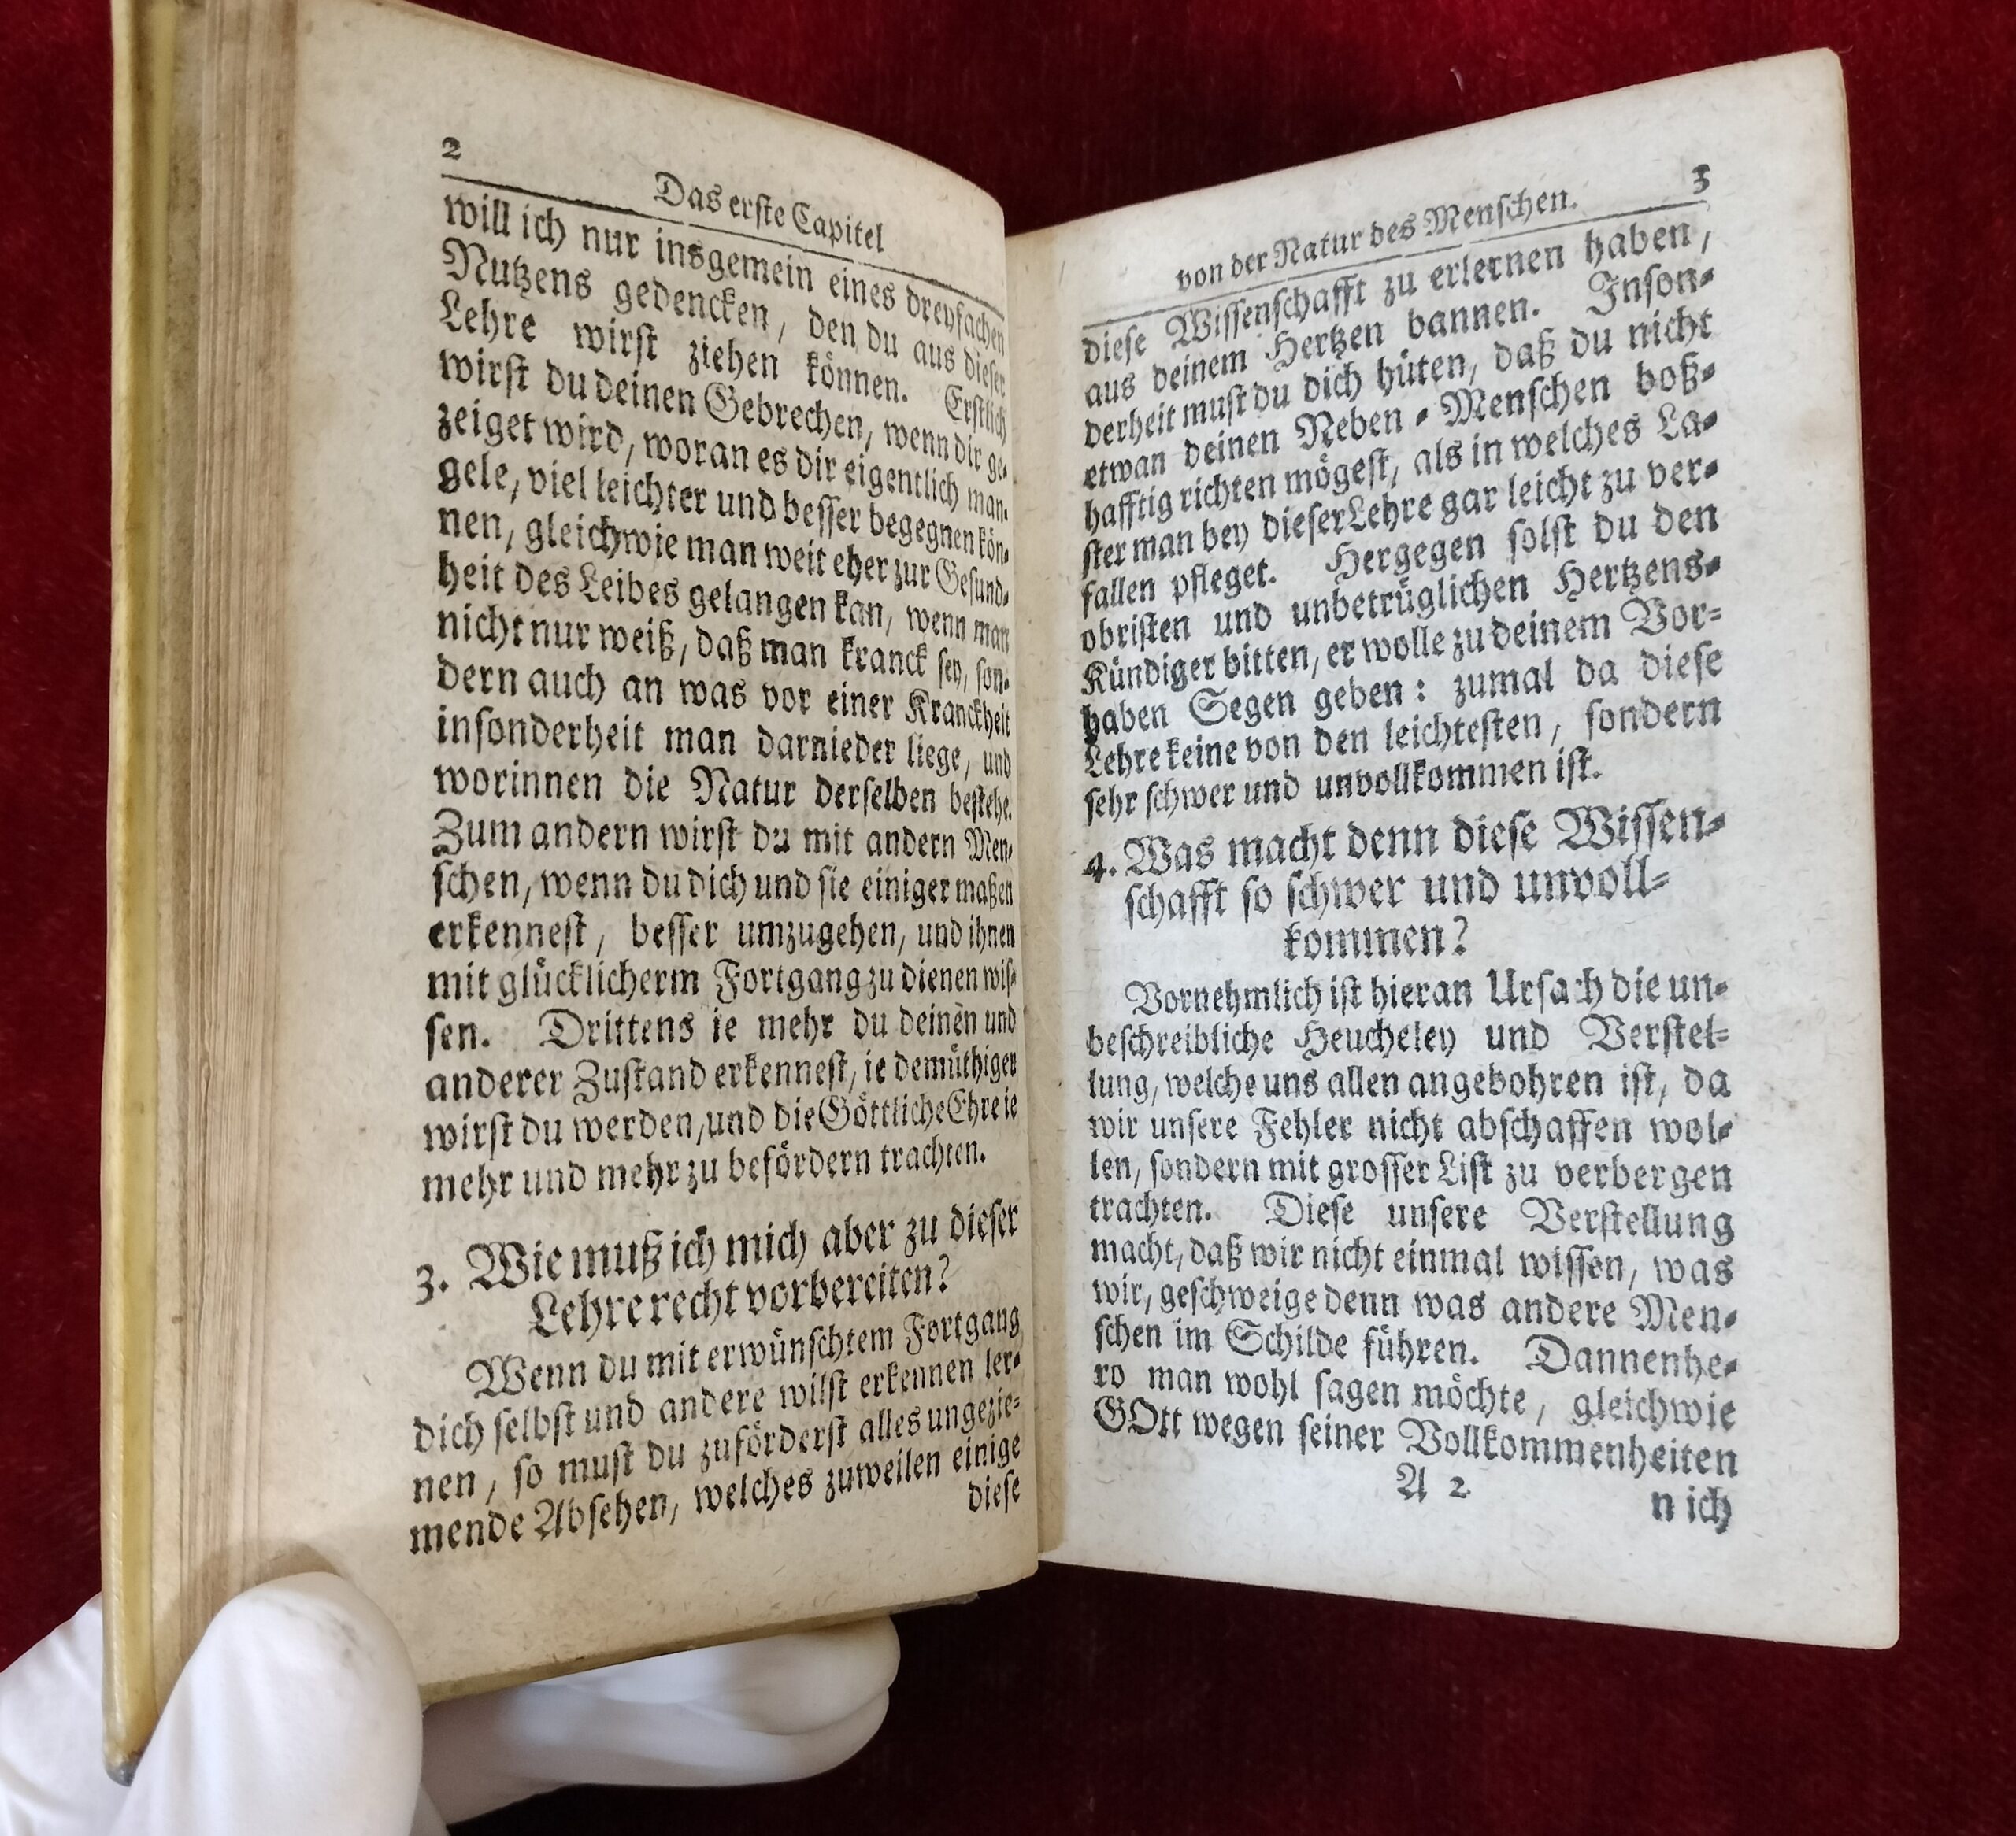 2
Das erste Capitel
will ich nur insgemein eines dreyfachen
Nutzens gedencken, den du aus dieser
Lehre wirst ziehen können. Erstlich
wirst du deinen Gebrechen, wenn dir ge-
zeiget wird, woran es dir eigentlich man-
gele, viel leichter und besser begegnen kön-
nen, gleichwie man weit eher zur Gesund-
heit des Leibes gelangen kan, wenn man
nicht nur weiß, daß man kranck sey, son-
dern auch an was vor einer Kranckheit
insonderheit man darnieder liege, und
worinnen die Natur derselben bestehe.
Zum andern wirst du mit andern Men-
schen, wenn du dich und sie einiger maßen
erkennest, besser umzugehen, und ihnen
mit glücklicherm Fortgang zu dienen wis-
sen. Drittens ie mehr du deinen und
anderer Zustand erkennest, ie demüthiger
wirst du werden, und die Göttliche Ehre ie
mehr und mehr zu befördern trachten.
3. Wie muß ich mich aber zu dieser
Lehre recht vorbereiten?
Wenn du mit erwünschtem Fortgang
dich selbst und andere wilst erkennen ler-
nen, so must du zuförderst alles ungezie-
mende Absehen, welches zuweilen einige
diese
von der Natur des Menschen. 3
diese Wissenschafft zu erlernen haben,
aus deinem Hertzen bannen. Inson-
derheit must du dich hüten, daß du nicht
etwan deinen Neben-Menschen boß-
hafftig richten mögest, als in welches La-
ster man bey dieser Lehre gar leicht zu ver-
fallen pfleget. Hergegen solst du den
obristen und unbetrüglichen Hertzens-
Kündiger bitten, er wolle zu deinem Vor-
haben Segen geben: zumal da diese
Lehre keine von den leichtesten, sondern
sehr schwer und unvollkommen ist.
4. Was macht denn diese Wissen-
schafft so schwer und unvoll-
kommen?
Vornehmlich ist hieran Ursach die un-
beschreibliche Heucheley und Verstel-
lung, welche uns allen angebohren ist, da
wir unsere Fehler nicht abschaffen wol-
len, sondern mit grosser List zu verbergen
trachten. Diese unsere Verstellung
macht, daß wir nicht einmal wissen, was
wir, geschweige denn was andere Men-
schen im Schilde führen. Dannenhe-
ro man wohl sagen möchte, gleichwie
GOtt wegen seiner Vollkommenheiten
A 2 n ich